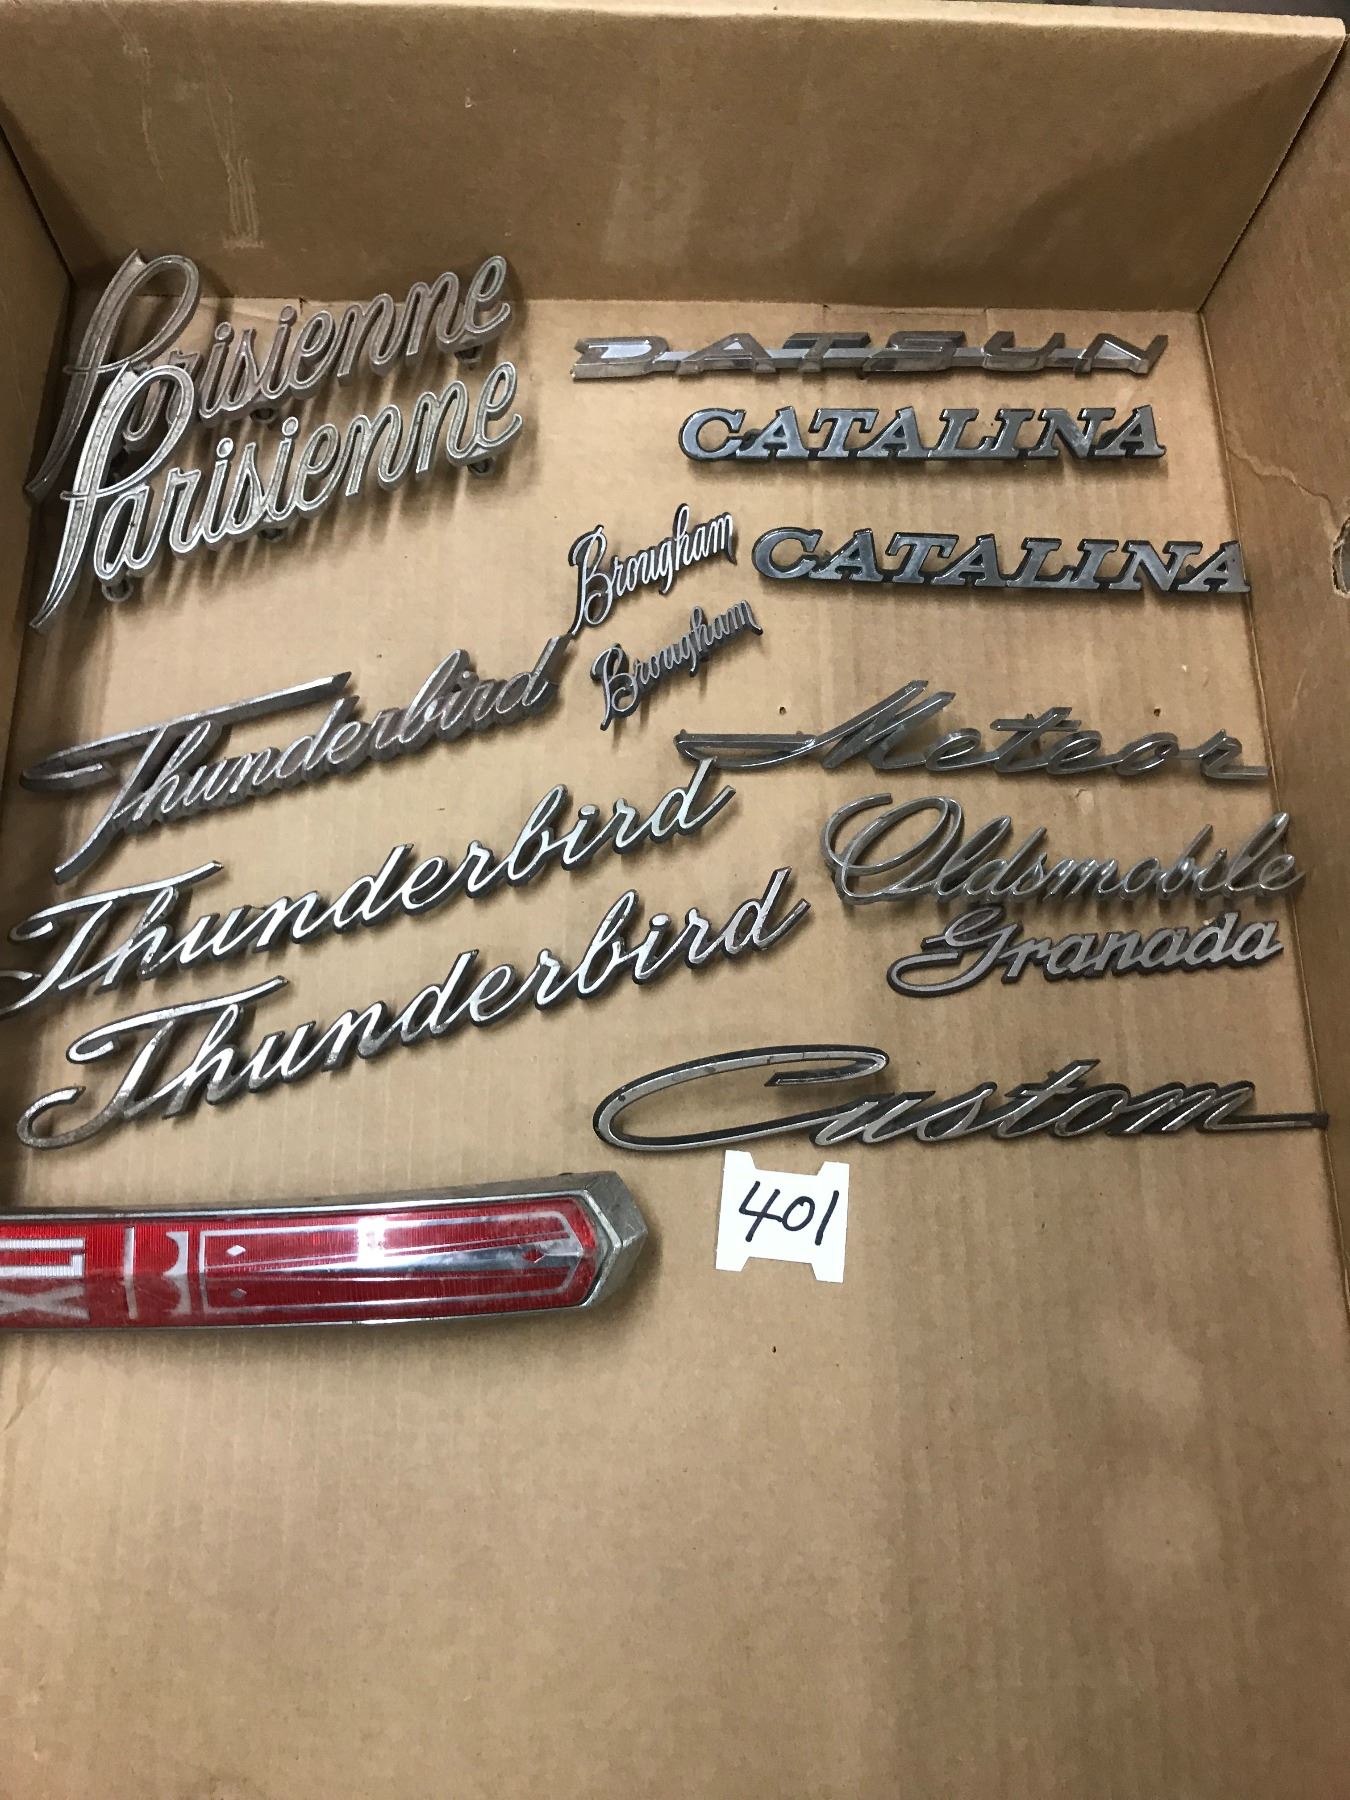 Parisienne
Parisienne
DATSUN
CATALINA
CATALINA
Brougham
Brougham
Thunderbird
Thunderbird
Thunderbird
Meteor
Oldsmobile
Granada
Custom
401